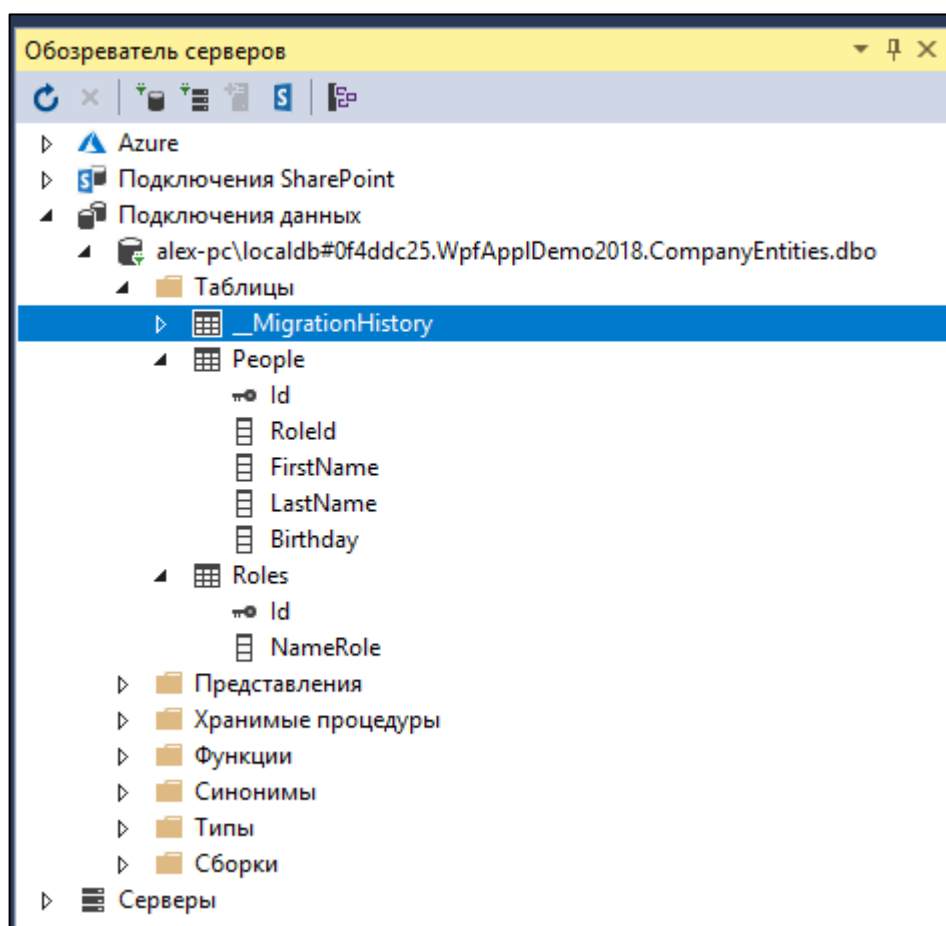 Обозреватель серверов
Azure
Подключения SharePoint
Подключения данных
alex-pc\localdb#0f4ddc25.WpfApplDemo2018.CompanyEntities.dbo
Таблицы
__MigrationHistory
People
Id
RoleId
FirstName
LastName
Birthday
Roles
Id
NameRole
Представления
Хранимые процедуры
Функции
Синонимы
Типы
Сборки
Серверы